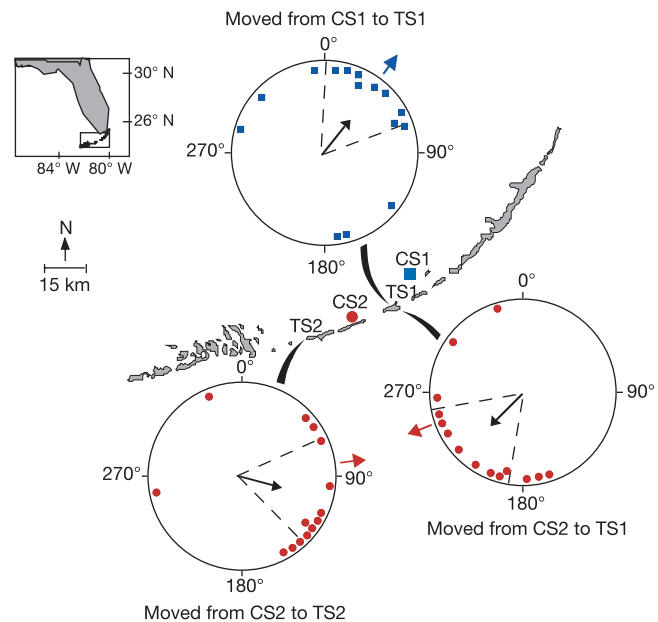 Moved from CS1 to TS1
0°
30° N
26° N
270°
90°
84° W 80° W
180°
N
15 km
CS1
TS1
CS2
TS2
0°
0°
270°
90°
270°
90°
180°
Moved from CS2 to TS1
180°
Moved from CS2 to TS2